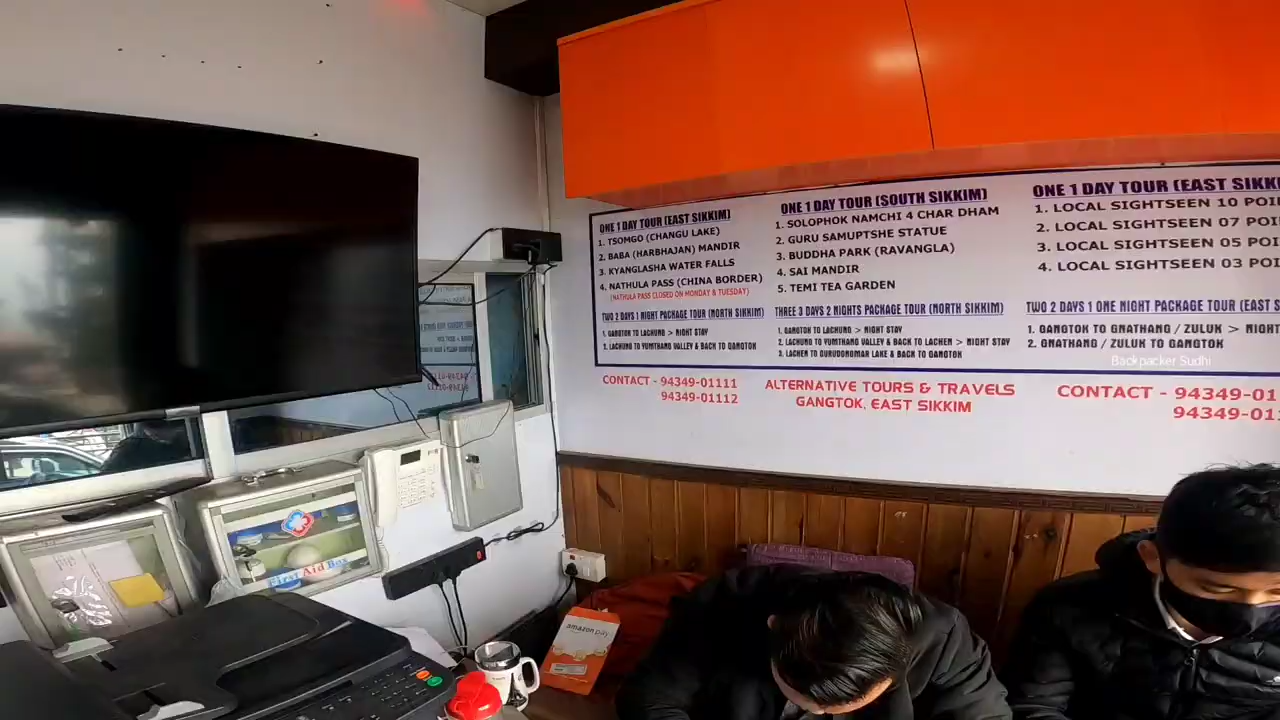 ONE 1 DAY TOUR (EAST SIKKIM)
1. TSOMGO (CHANGU LAKE)
2. BABA (HARBHAJAN) MANDIR
3. KYANGLASHA WATER FALLS
4. NATHULA PASS (CHINA BORDER)
(NATHULA PASS CLOSED ON MONDAY & TUESDAY)
TWO 2 DAYS 1 NIGHT PACKAGE TOUR (NORTH SIKKIM)
1. GANGTOK TO LACHUNG > NIGHT STAY
2. LACHUNG TO YUMTHANG VALLEY & BACK TO GANGTOK
ONE 1 DAY TOUR (SOUTH SIKKIM)
1. SOLOPHOK NAMCHI 4 CHAR DHAM
2. GURU SAMUPTSHE STATUE
3. BUDDHA PARK (RAVANGLA)
4. SAI MANDIR
5. TEMI TEA GARDEN
THREE 3 DAYS 2 NIGHTS PACKAGE TOUR (NORTH SIKKIM)
1. GANGTOK TO LACHUNG > NIGHT STAY
2. LACHUNG TO YUMTHANG VALLEY & BACK TO LACHEN > NIGHT STAY
3. LACHEN TO GURUDONGMAR LAKE & BACK TO GANGTOK
ONE 1 DAY TOUR (EAST SIKK
1. LOCAL SIGHTSEEN 10 POI
2. LOCAL SIGHTSEEN 07 POI
3. LOCAL SIGHTSEEN 05 POI
4. LOCAL SIGHTSEEN 03 POI
TWO 2 DAYS 1 ONE NIGHT PACKAGE TOUR (EAST S
1. GANGTOK TO GNATHANG / ZULUK > NIGHT
2. GNATHANG / ZULUK > GANGTOK
Backpacker Sudhi
CONTACT - 94349-01111
94349-01112
ALTERNATIVE TOURS & TRAVELS
GANGTOK, EAST SIKKIM
CONTACT - 94349-01
94349-01
First Aid Box
amazon pay